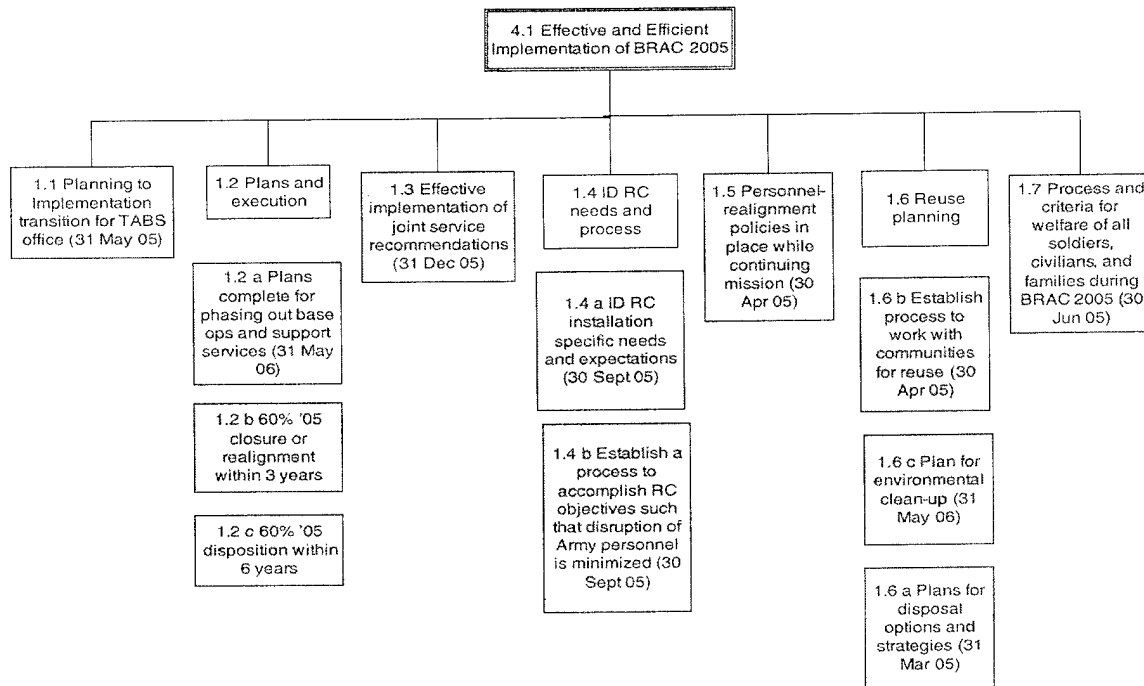 4.1 Effective and Efficient
Implementation of BRAC 2005
1.1 Planning to
Implementation
transition for TABS
office (31 May 05)
1.2 Plans and
execution
1.2 a Plans
complete for
phasing out base
ops and support
services (31 May
06)
1.2 b 60% '05
closure or
realignment within 3
years
1.2 c 60% '05
disposition within
6 years
1.3 Effective
implementation of
joint service
recommendations
(31 Dec 05)
1.4 ID RC
needs and
process
1.4 a ID RC
installation
specific needs
and expectations
(30 Sept 05)
1.4 b Establish a
process to
accomplish RC
objectives such
that disruption of
Army personnel
is minimized (30
Sept 05)
1.5 Personnel-
realignment
policies in
place while
continuing
mission (30
Apr 05)
1.6 Reuse
planning
1.6 b Establish
process to
work with
communities
for reuse (30
Apr 05)
1.6 c Plan for
environmental
clean-up (31
May 06)
1.6 a Plans for
disposal
options and
strategies (31
Mar 05)
1.7 Process and
criteria for
welfare of all
soldiers,
civilians, and
families during
BRAC 2005 (30
Jun 05)